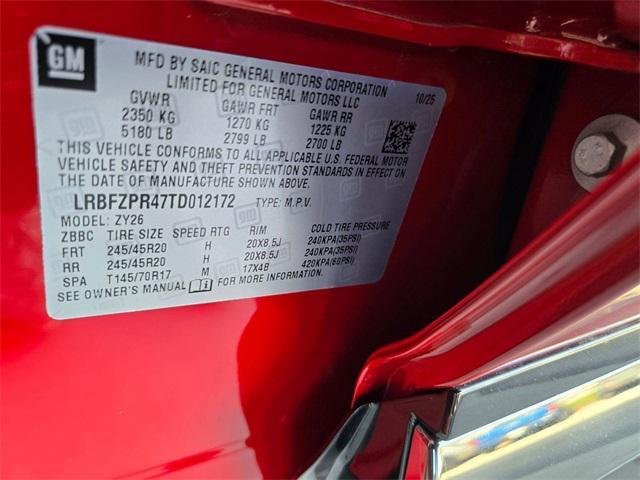 GM
MFD BY SAIC GENERAL MOTORS CORPORATION
LIMITED FOR GENERAL MOTORS LLC
10/25
GVWR GAWR FRT GAWR RR
2350 KG 1270 KG 1225 KG
5180 LB 2799 LB 2700 LB
THIS VEHICLE CONFORMS TO ALL APPLICABLE U.S. FEDERAL MOTOR
VEHICLE SAFETY AND THEFT PREVENTION STANDARDS IN EFFECT ON
THE DATE OF MANUFACTURE SHOWN ABOVE.
LRBFZPR47TD012172 TYPE: M.P.V.
MODEL: ZY26
ZBBC TIRE SIZE SPEED RTG RIM COLD TIRE PRESSURE
FRT 245/45R20 H 20X8.5J 240KPA(35PSI)
RR 245/45R20 H 20X8.5J 240KPA(35PSI)
SPA T145/70R17 M 17X4B 420KPA(60PSI)
SEE OWNER'S MANUAL FOR MORE INFORMATION.